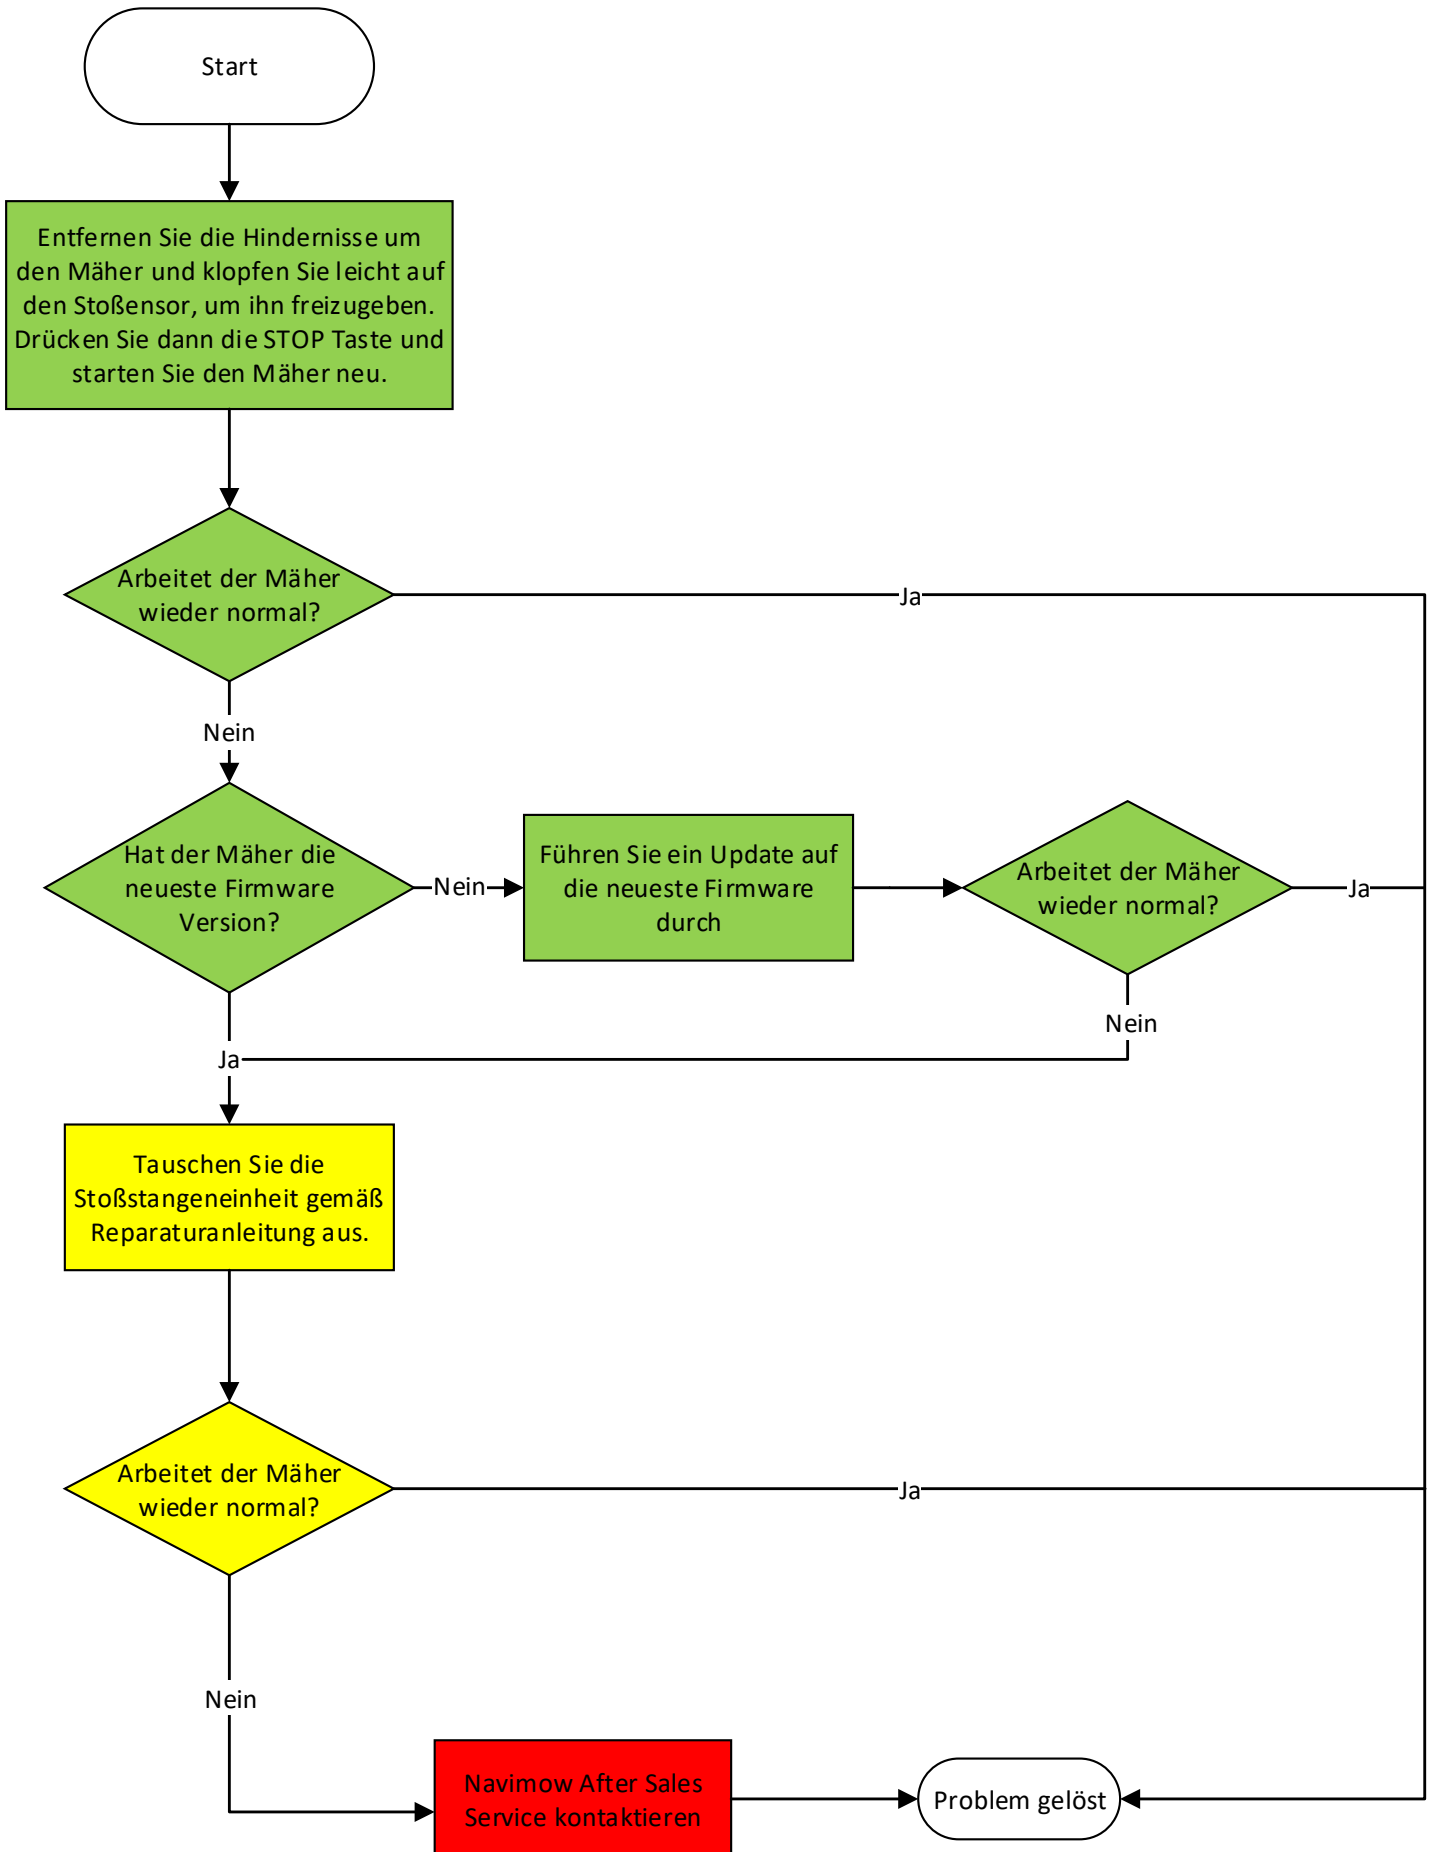 Start
Entfernen Sie die Hindernisse um
den Mäher und klopfen Sie leicht auf
den Stoßensor, um ihn freizugeben.
Drücken Sie dann die STOP Taste und
starten Sie den Mäher neu.
Arbeitet der Mäher
wieder normal?
Ja
Nein
Hat der Mäher die
neueste Firmware
Version?
Nein
Führen Sie ein Update auf
die neueste Firmware
durch
Arbeitet der Mäher
wieder normal?
Ja
Nein
Ja
Tauschen Sie die
Stoßstangeneinheit gemäß
Reparaturanleitung aus.
Arbeitet der Mäher
wieder normal?
Ja
Nein
Navimow After Sales
Service kontaktieren
Problem gelöst